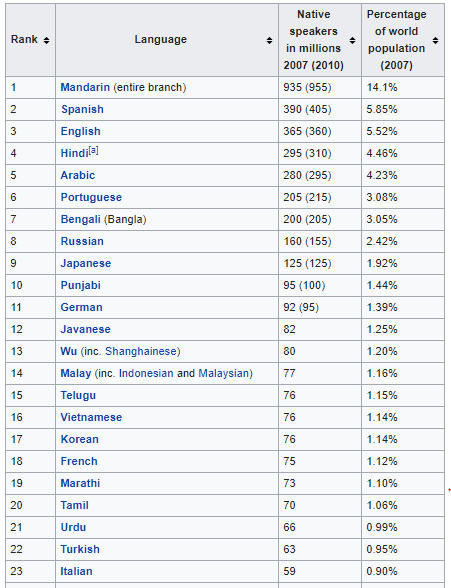 Rank Language Native speakers in millions 2007 (2010) Percentage of world population (2007)
1 Mandarin (entire branch) 935 (955) 14.1%
2 Spanish 390 (405) 5.85%
3 English 365 (360) 5.52%
4 Hindi[a] 295 (310) 4.46%
5 Arabic 280 (295) 4.23%
6 Portuguese 205 (215) 3.08%
7 Bengali (Bangla) 200 (205) 3.05%
8 Russian 160 (155) 2.42%
9 Japanese 125 (125) 1.92%
10 Punjabi 95 (100) 1.44%
11 German 92 (95) 1.39%
12 Javanese 82 1.25%
13 Wu (inc. Shanghainese) 80 1.20%
14 Malay (inc. Indonesian and Malaysian) 77 1.16%
15 Telugu 76 1.15%
16 Vietnamese 76 1.14%
17 Korean 76 1.14%
18 French 75 1.12%
19 Marathi 73 1.10%
20 Tamil 70 1.06%
21 Urdu 66 0.99%
22 Turkish 63 0.95%
23 Italian 59 0.90%